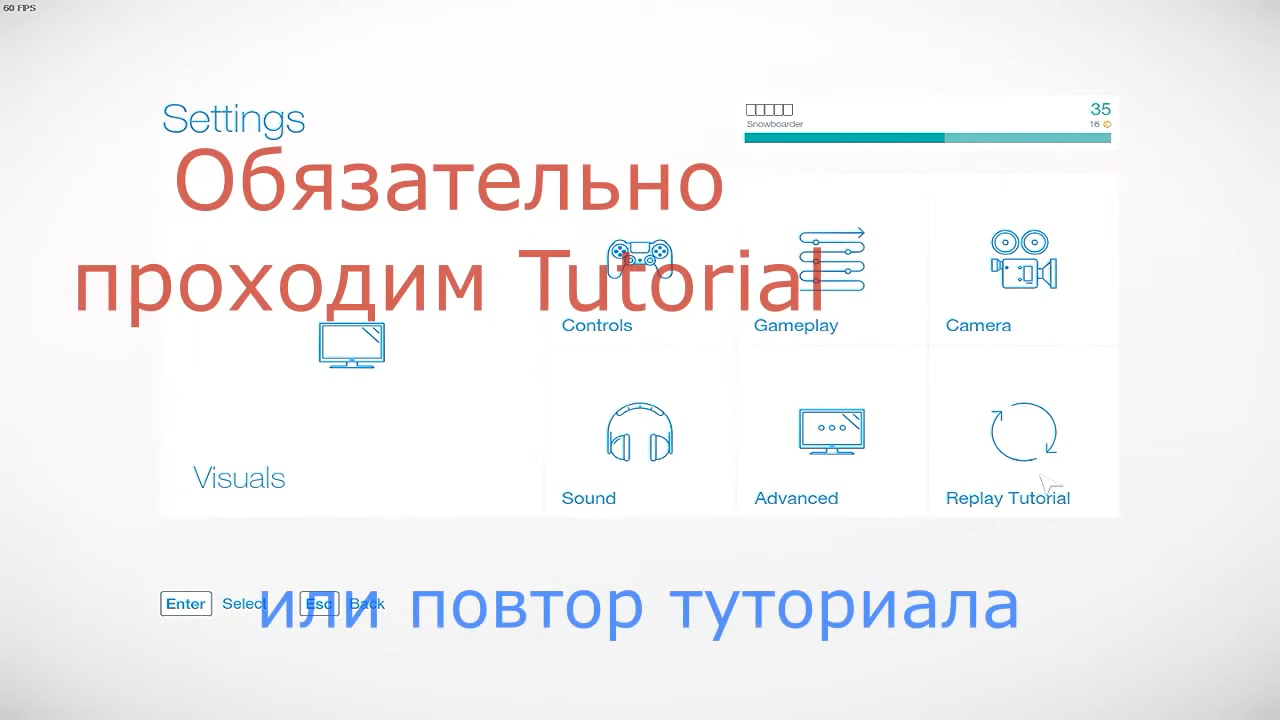 60 FPS
Settings
35
Snowboarder
16
Обязательно
проходим Tutorial
Controls
Gameplay
Camera
Visuals
Sound
Advanced
Replay Tutorial
Enter Select Esc Back
или повтор туториала